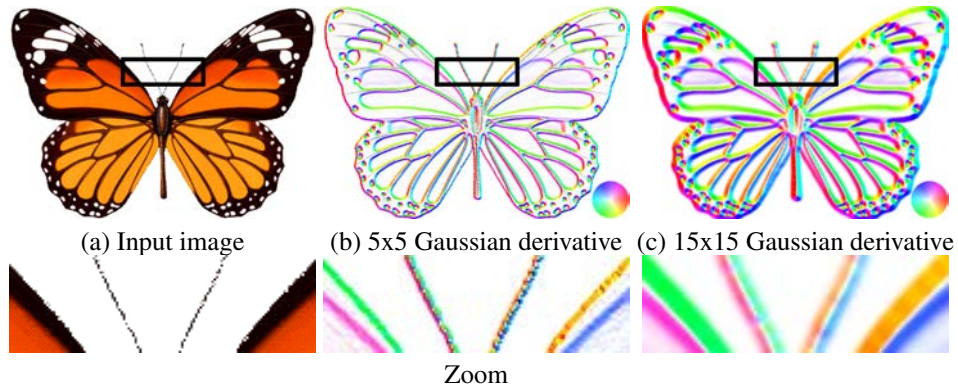 (a) Input image
(b) 5x5 Gaussian derivative
(c) 15x15 Gaussian derivative
Zoom